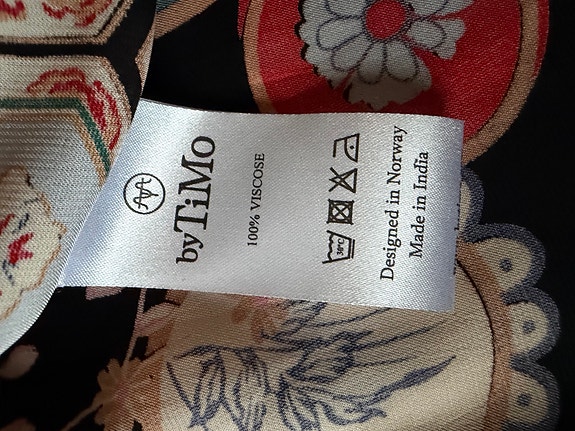 byTiMo
100% VISCOSE
30°C
Designed in Norway
Made in India